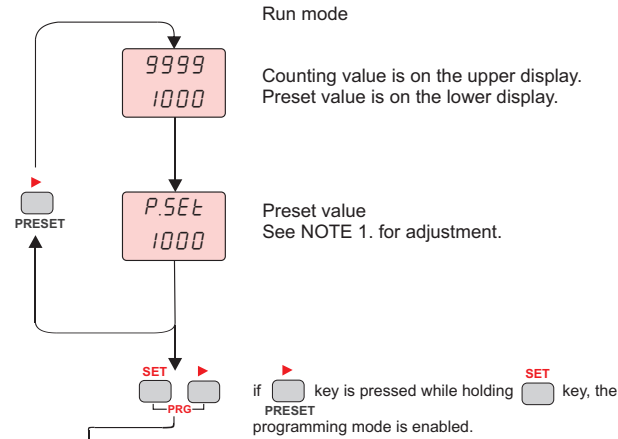 Run mode
9999
1000
Counting value is on the upper display.
Preset value is on the lower display.
PRESET
P.SEt
1000
Preset value
See NOTE 1. for adjustment.
SET
PRG
if key is pressed while holding SET key, the
PRESET
programming mode is enabled.